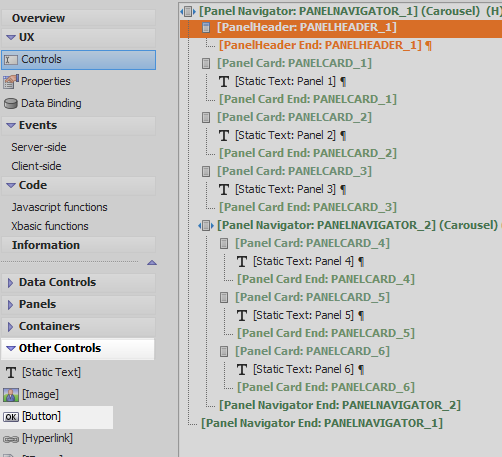 Overview
UX
Controls
Properties
Data Binding
Events
Server-side
Client-side
Code
Javascript functions
Xbasic functions
Information
Data Controls
Panels
Containers
Other Controls
T [Static Text]
[Image]
OK [Button]
[Hyperlink]
[Panel Navigator: PANELNAVIGATOR_1] (Carousel) (H)
[PanelHeader: PANELHEADER_1]
[PanelHeader End: PANELHEADER_1] ¶
[Panel Card: PANELCARD_1]
T [Static Text: Panel 1] ¶
[Panel Card End: PANELCARD_1]
[Panel Card: PANELCARD_2]
T [Static Text: Panel 2] ¶
[Panel Card End: PANELCARD_2]
[Panel Card: PANELCARD_3]
T [Static Text: Panel 3] ¶
[Panel Card End: PANELCARD_3]
[Panel Navigator: PANELNAVIGATOR_2] (Carousel)
[Panel Card: PANELCARD_4]
T [Static Text: Panel 4] ¶
[Panel Card End: PANELCARD_4]
[Panel Card: PANELCARD_5]
T [Static Text: Panel 5] ¶
[Panel Card End: PANELCARD_5]
[Panel Card: PANELCARD_6]
T [Static Text: Panel 6] ¶
[Panel Card End: PANELCARD_6]
[Panel Navigator End: PANELNAVIGATOR_2]
[Panel Navigator End: PANELNAVIGATOR_1]